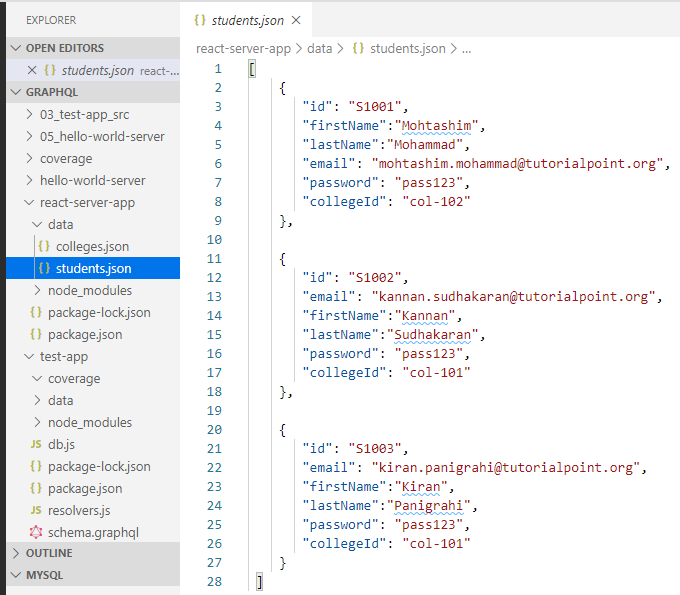 EXPLORER
OPEN EDITORS
students.json react-...
GRAPHQL
03_test-app_src
05_hello-world-server
coverage
hello-world-server
react-server-app
data
{} colleges.json
{} students.json
node_modules
{} package-lock.json
{} package.json
test-app
coverage
data
node_modules
JS db.js
{} package-lock.json
{} package.json
JS resolvers.js
schema.graphql
OUTLINE
MYSQL
{} students.json ×
react-server-app > data > {} students.json > ...
1 [
2 {
3 "id": "S1001",
4 "firstName":"Mohtashim",
5 "lastName":"Mohammad",
6 "email": "mohtashim.mohammad@tutorialpoint.org",
7 "password": "pass123",
8 "collegeId": "col-102"
9 },
10
11 {
12 "id": "S1002",
13 "email": "kannan.sudhakaran@tutorialpoint.org",
14 "firstName":"Kannan",
15 "lastName":"Sudhakaran",
16 "password": "pass123",
17 "collegeId": "col-101"
18 },
19
20 {
21 "id": "S1003",
22 "email": "kiran.panigrahi@tutorialpoint.org",
23 "firstName":"Kiran",
24 "lastName":"Panigrahi",
25 "password": "pass123",
26 "collegeId": "col-101"
27 }
28 ]